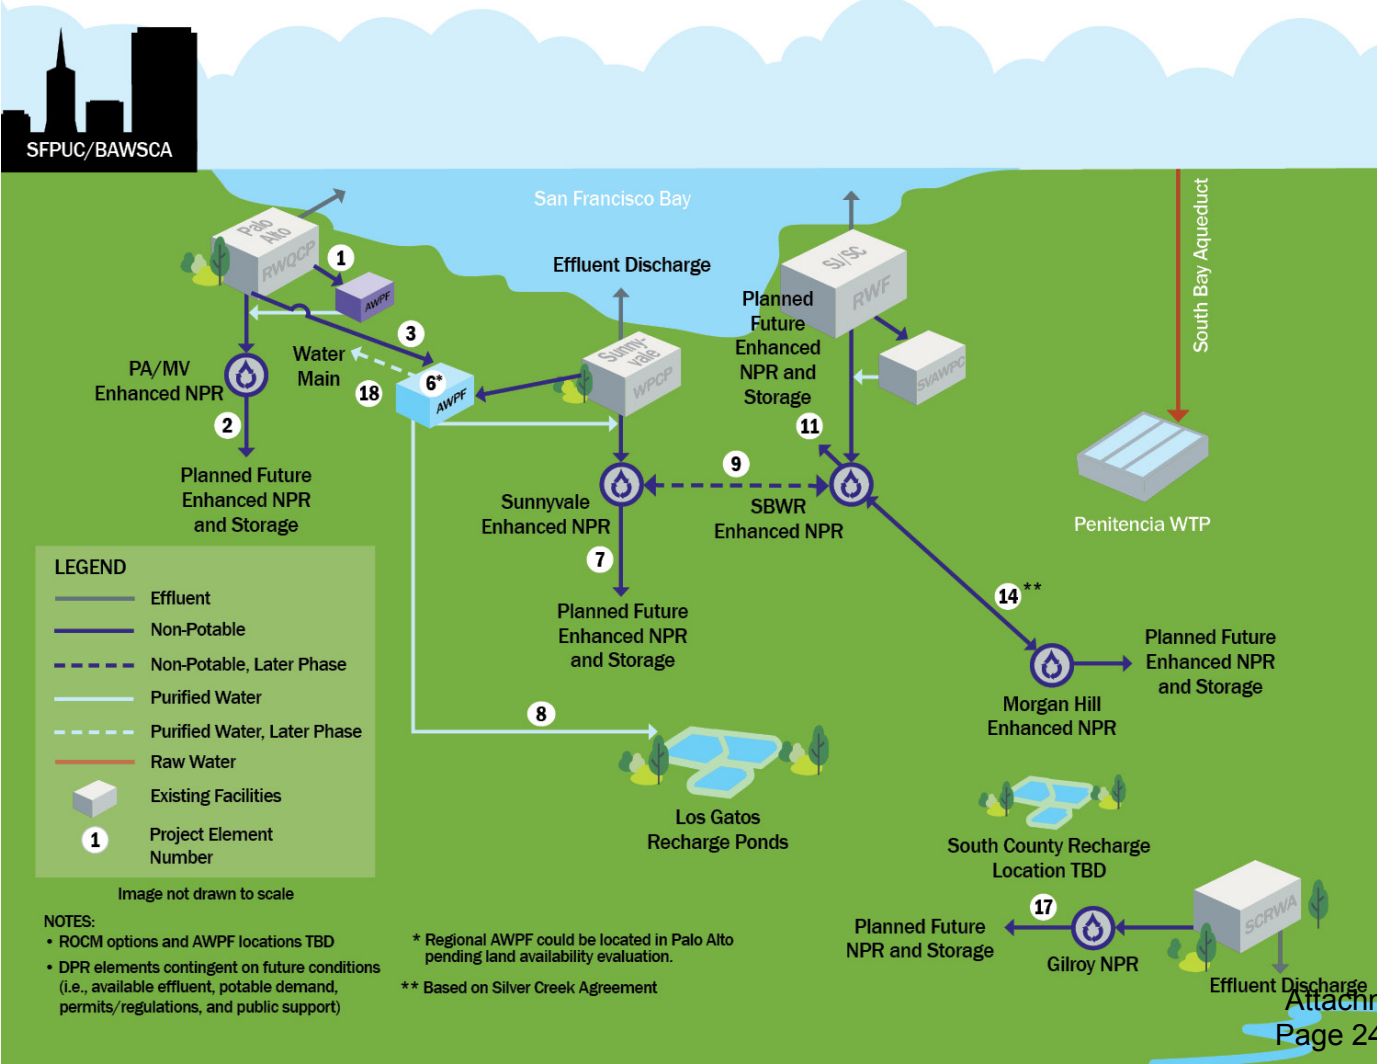 SFPUC/BAWSCA
San Francisco Bay
South Bay Aqueduct
Palo
Alto
RWQCP
1
AWPF
Effluent Discharge
SJ/SC
RWF
Planned
Future
Enhanced
NPR and
Storage
3
Water
Main
18
6*
AWPF
Sunny-
vale
WPCP
SVAWPC
PA/MV
Enhanced NPR
2
Planned Future
Enhanced NPR
and Storage
11
9
Sunnyvale
Enhanced NPR
SBWR
Enhanced NPR
Penitencia WTP
7
Planned Future
Enhanced NPR
and Storage
14**
Planned Future
Enhanced NPR
and Storage
Morgan Hill
Enhanced NPR
8
Los Gatos
Recharge Ponds
South County Recharge
Location TBD
SCRWA
17
Planned Future
NPR and Storage
Gilroy NPR
Effluent Discharge
LEGEND
Effluent
Non-Potable
Non-Potable, Later Phase
Purified Water
Purified Water, Later Phase
Raw Water
Existing Facilities
1
Project Element
Number
Image not drawn to scale
NOTES:
• ROCM options and AWPF locations TBD
• DPR elements contingent on future conditions
(i.e., available effluent, potable demand,
permits/regulations, and public support)
* Regional AWPF could be located in Palo Alto
pending land availability evaluation.
** Based on Silver Creek Agreement
Page 24